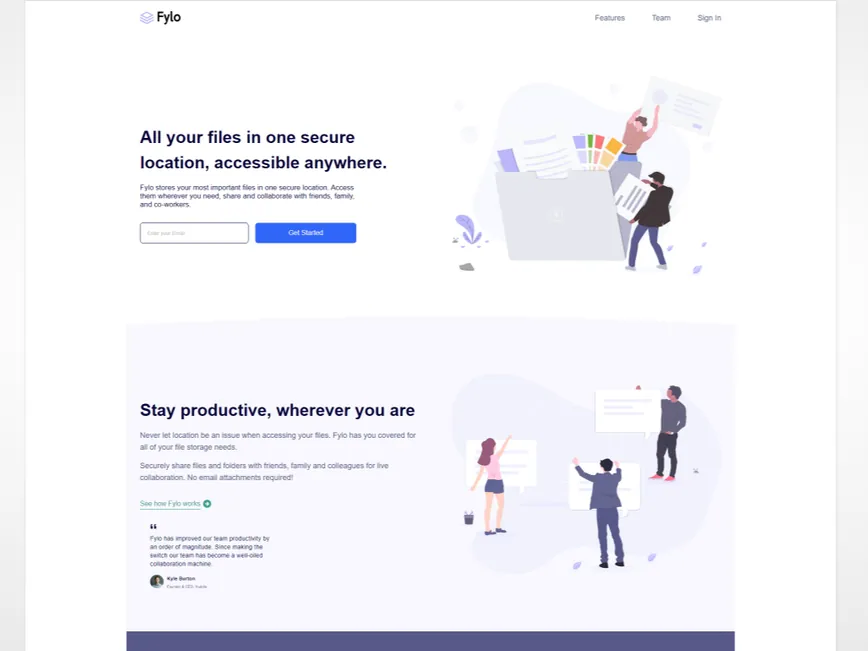 Fylo
Features
Team
Sign In
All your files in one secure
location, accessible anywhere.
Fylo stores your most important files in one secure location. Access
them wherever you need, share and collaborate with friends, family,
and co-workers.
Enter your Email
Get Started
Stay productive, wherever you are
Never let location be an issue when accessing your files. Fylo has you covered for
all of your file storage needs.
Securely share files and folders with friends, family and colleagues for live
collaboration. No email attachments required!
See how Fylo works
“
Fylo has improved our team productivity by
an order of magnitude. Since making the
switch our team has become a well-oiled
collaboration machine.
Kyle Burton
Founder & CEO, Huddle